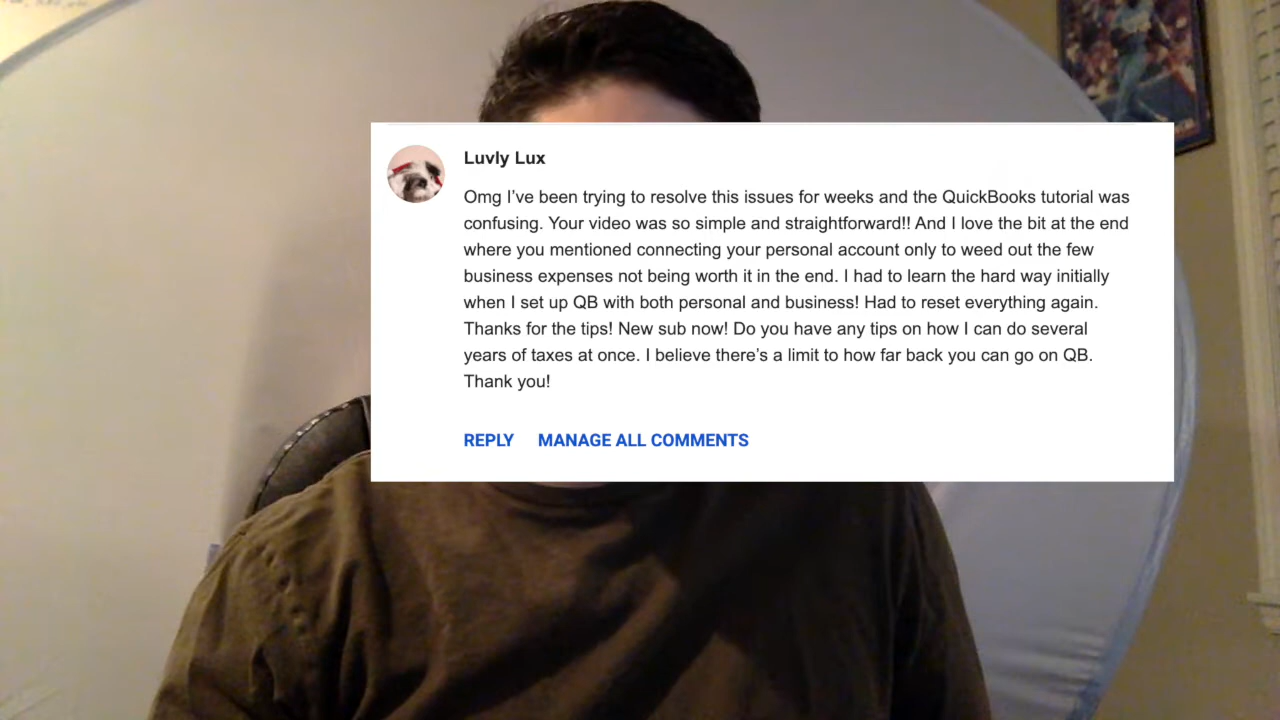 Luvly Lux
Omg I’ve been trying to resolve this issues for weeks and the QuickBooks tutorial was
confusing. Your video was so simple and straightforward!! And I love the bit at the end
where you mentioned connecting your personal account only to weed out the few
business expenses not being worth it in the end. I had to learn the hard way initially
when I set up QB with both personal and business! Had to reset everything again.
Thanks for the tips! New sub now! Do you have any tips on how I can do several
years of taxes at once. I believe there’s a limit to how far back you can go on QB.
Thank you!
REPLY MANAGE ALL COMMENTS